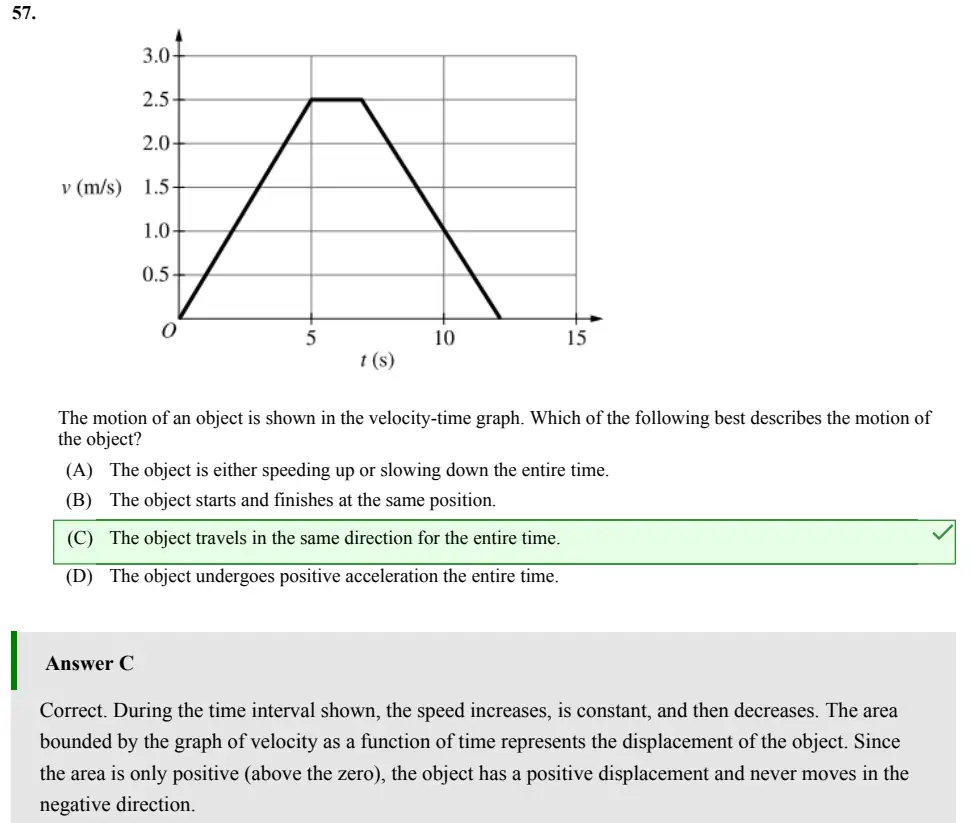 57.
3.0
2.5
2.0
v (m/s) 1.5
1.0
0.5
O
5 10 15
t (s)
The motion of an object is shown in the velocity-time graph. Which of the following best describes the motion of
the object?
(A) The object is either speeding up or slowing down the entire time.
(B) The object starts and finishes at the same position.
(C) The object travels in the same direction for the entire time.
(D) The object undergoes positive acceleration the entire time.
Answer C
Correct. During the time interval shown, the speed increases, is constant, and then decreases. The area
bounded by the graph of velocity as a function of time represents the displacement of the object. Since
the area is only positive (above the zero), the object has a positive displacement and never moves in the
negative direction.